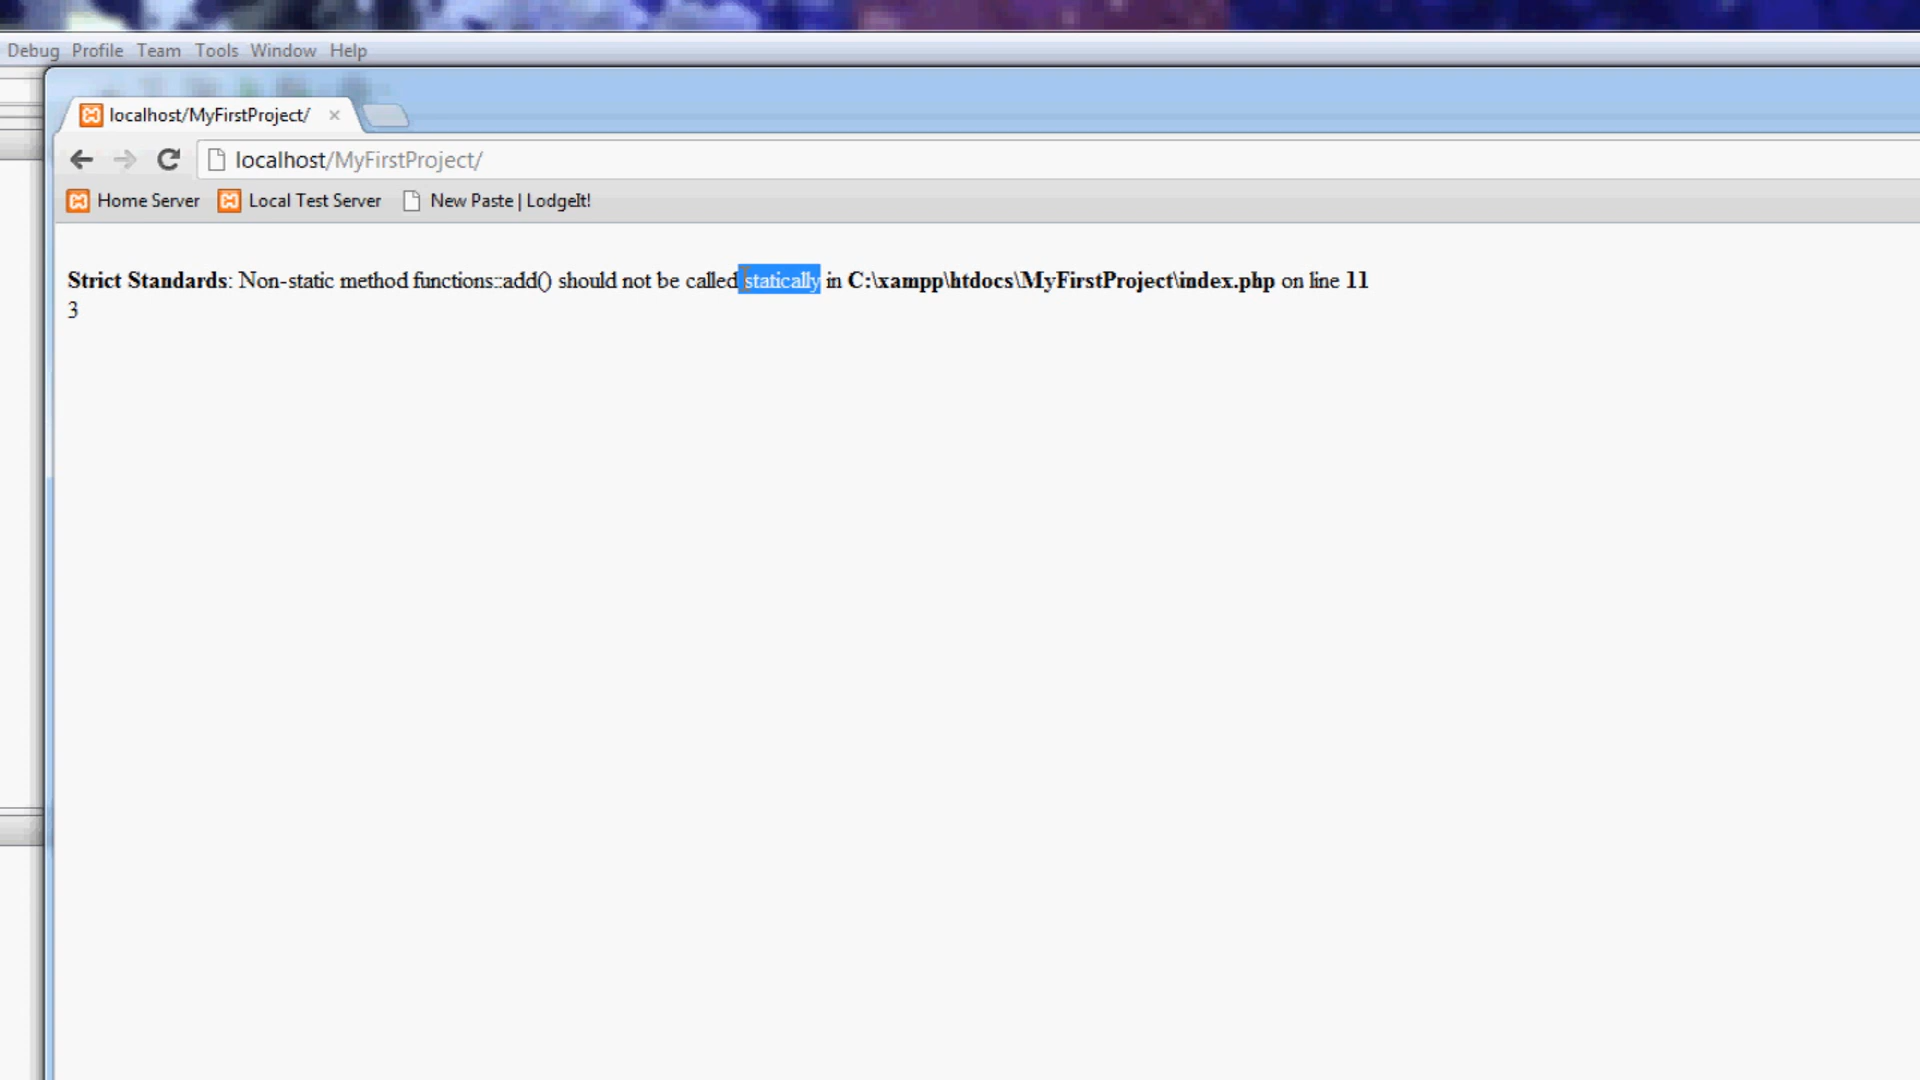 Debug Profile Team Tools Window Help
localhost/MyFirstProject/
localhost/MyFirstProject/
Home Server Local Test Server New Paste | LodgeIt!
Strict Standards: Non-static method functions::add() should not be called statically in C:\xampp\htdocs\MyFirstProject\index.php on line 11
3